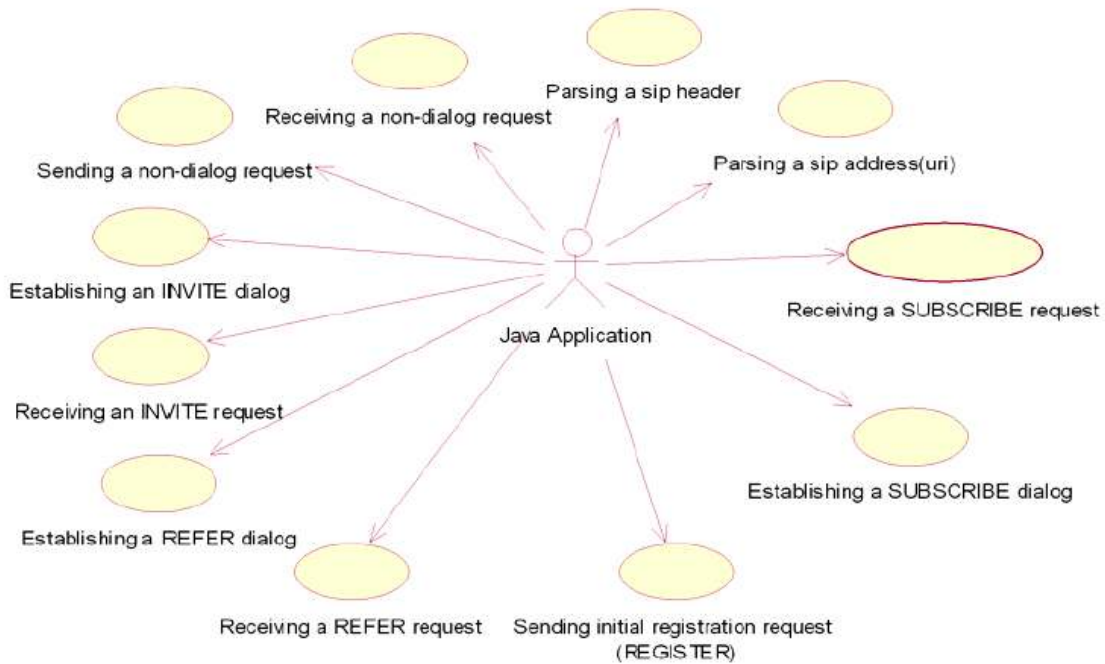 Parsing a sip header
Receiving a non-dialog request
Parsing a sip address(uri)
Sending a non-dialog request
Establishing an INVITE dialog
Receiving a SUBSCRIBE request
Java Application
Receiving an INVITE request
Establishing a SUBSCRIBE dialog
Establishing a REFER dialog
Receiving a REFER request
Sending initial registration request
(REGISTER)